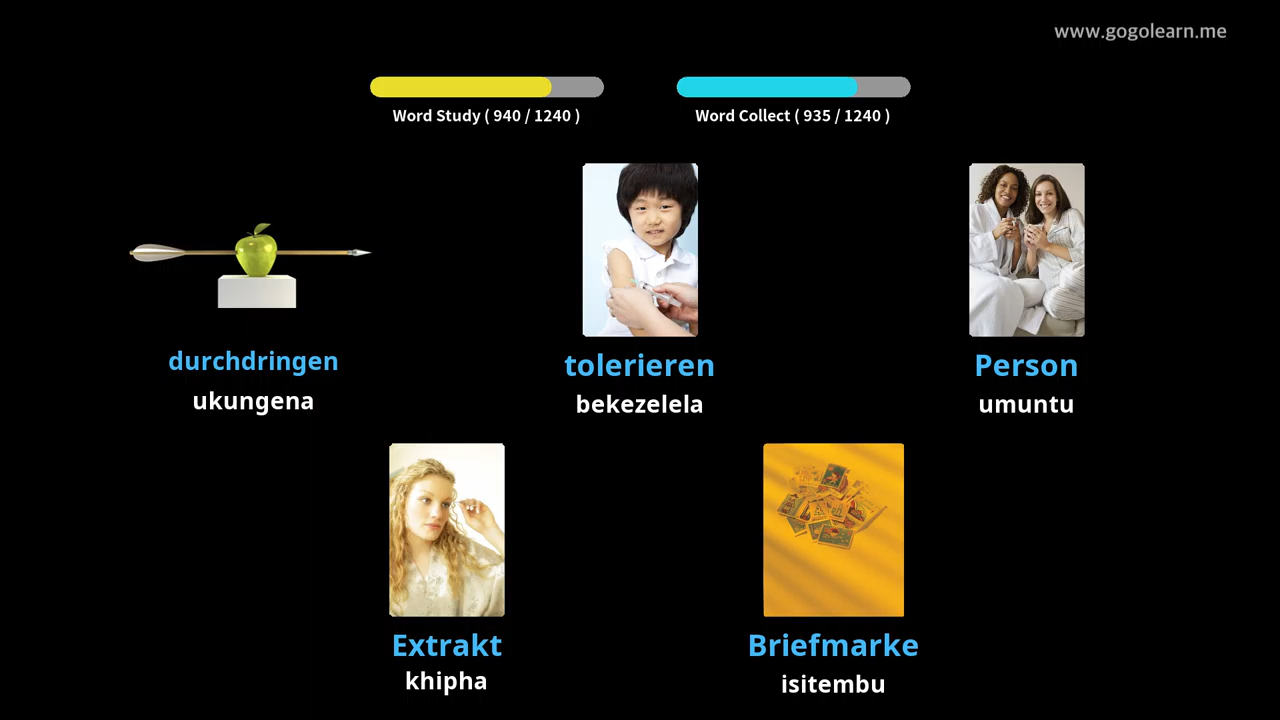 www.gogolearn.me
Word Study ( 940 / 1240 )
Word Collect ( 935 / 1240 )
durchdringen
ukungena
tolerieren
bekezelela
Person
umuntu
Extrakt
khipha
Briefmarke
isitembu